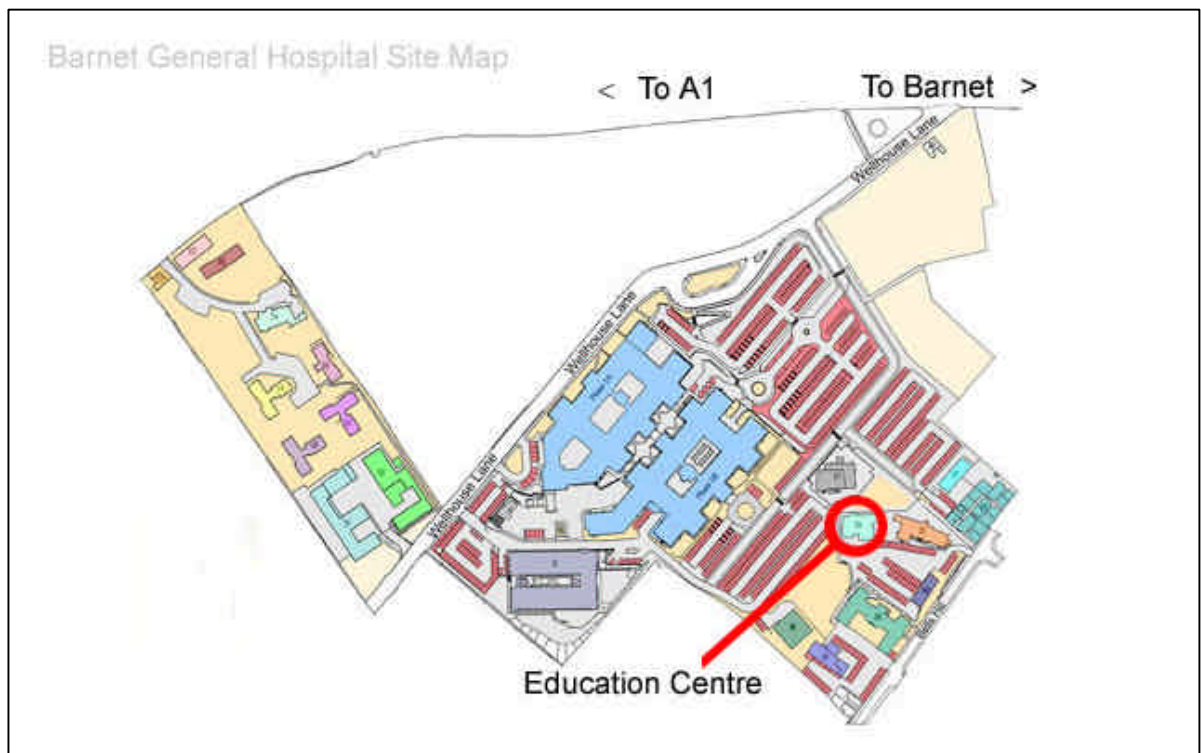 Barnet General Hospital Site Map
< To A1
To Barnet >
Wellhouse Lane
Wellhouse Lane
Wellhouse Lane
Education Centre